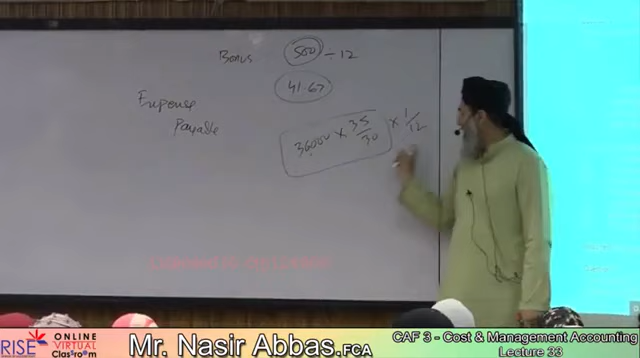 Bonus 500 ÷ 12
41.67
Expense
Payable
36000 × 35/30 × 1/12
RISE ONLINE VIRTUAL Classroom
Mr. Nasir Abbas.FCA
CAF 3 - Cost & Management Accounting
Lecture 33